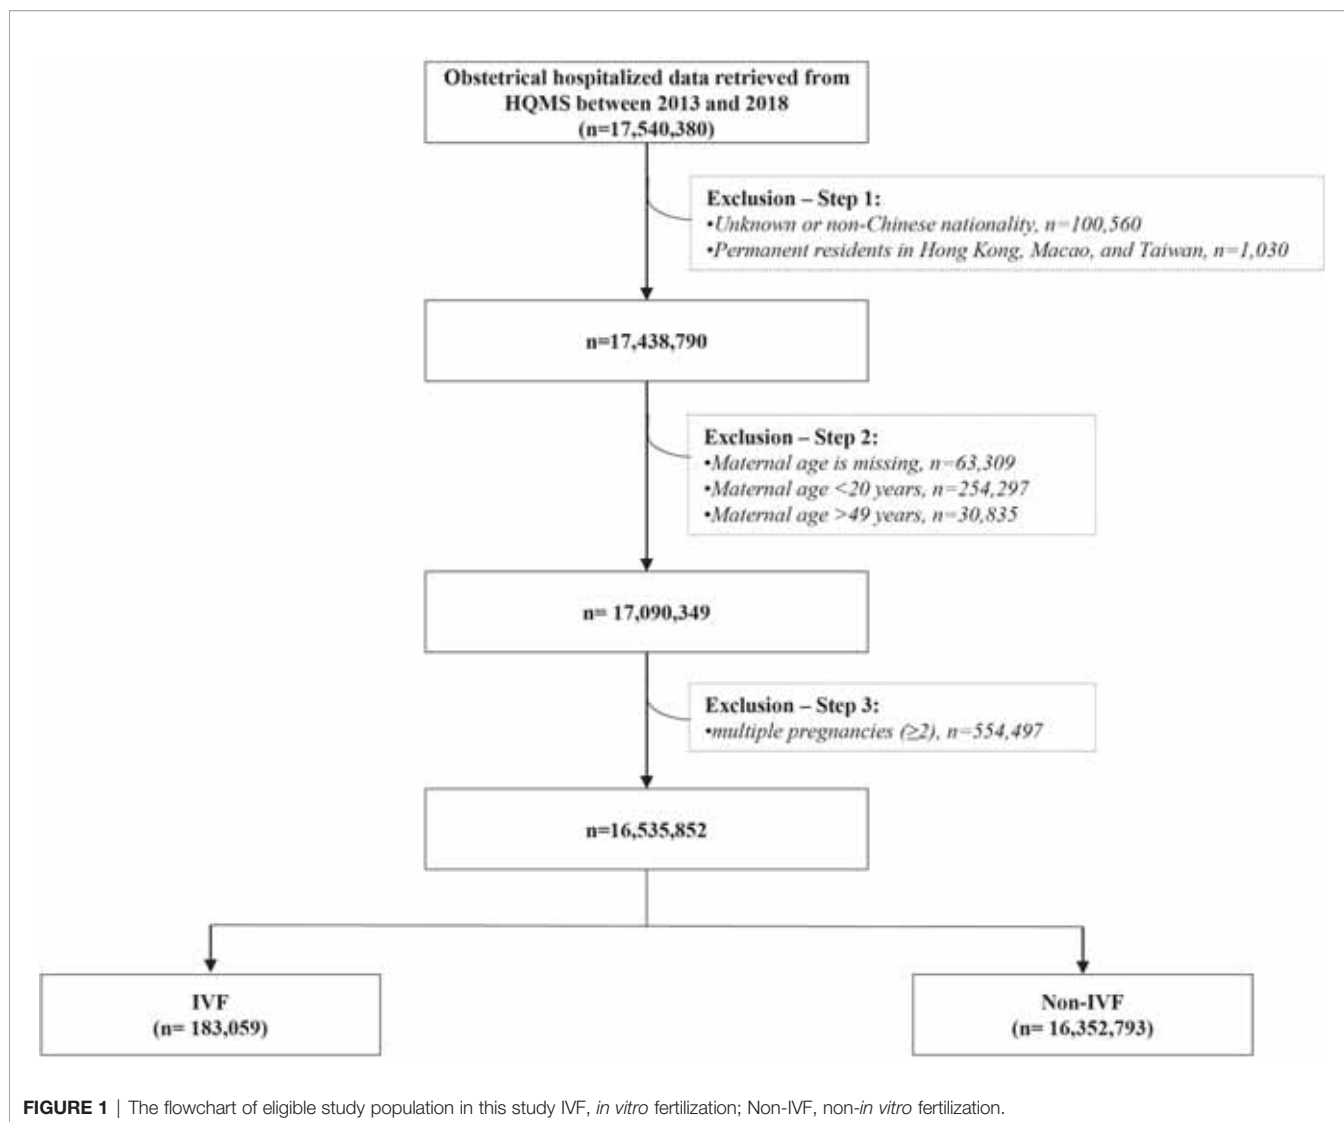 Obstetrical hospitalized data retrieved from
HQMS between 2013 and 2018
(n=17,540,380)
Exclusion – Step 1:
•Unknown or non-Chinese nationality, n=100,560
•Permanent residents in Hong Kong, Macao, and Taiwan, n=1,030
n=17,438,790
Exclusion – Step 2:
•Maternal age is missing, n=63,309
•Maternal age <20 years, n=254,297
•Maternal age >49 years, n=30,835
n= 17,090,349
Exclusion – Step 3:
•multiple pregnancies (≥2), n=554,497
n=16,535,852
IVF
(n= 183,059)
Non-IVF
(n= 16,352,793)
FIGURE 1 | The flowchart of eligible study population in this study IVF, in vitro fertilization; Non-IVF, non-in vitro fertilization.